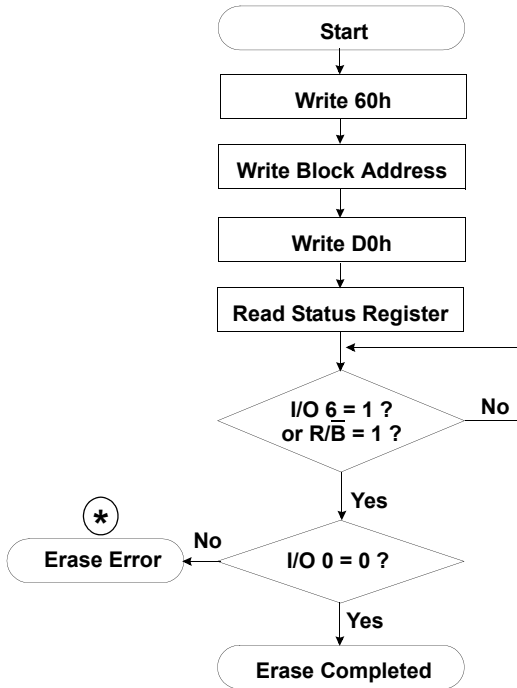 Start
Write 60h
Write Block Address
Write D0h
Read Status Register
I/O 6 = 1 ?
or R/B̅ = 1 ?
No
Yes
*
No
Erase Error
I/O 0 = 0 ?
Yes
Erase Completed